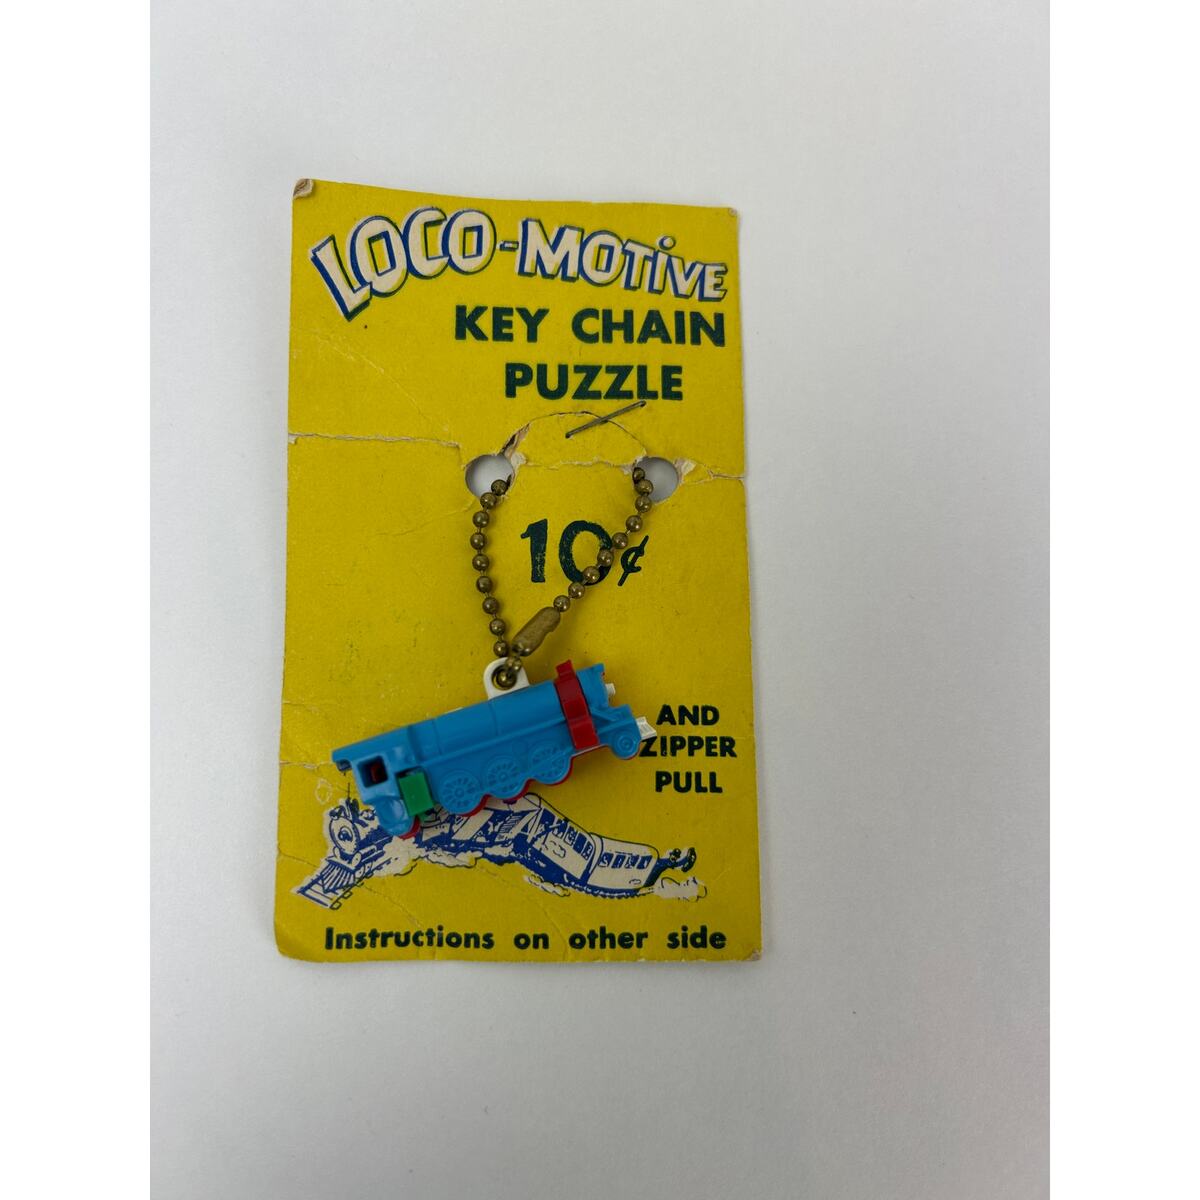 LOCO-MOTiVE
KEY CHAIN
PUZZLE
10¢
AND
ZIPPER
PULL
Instructions on other side